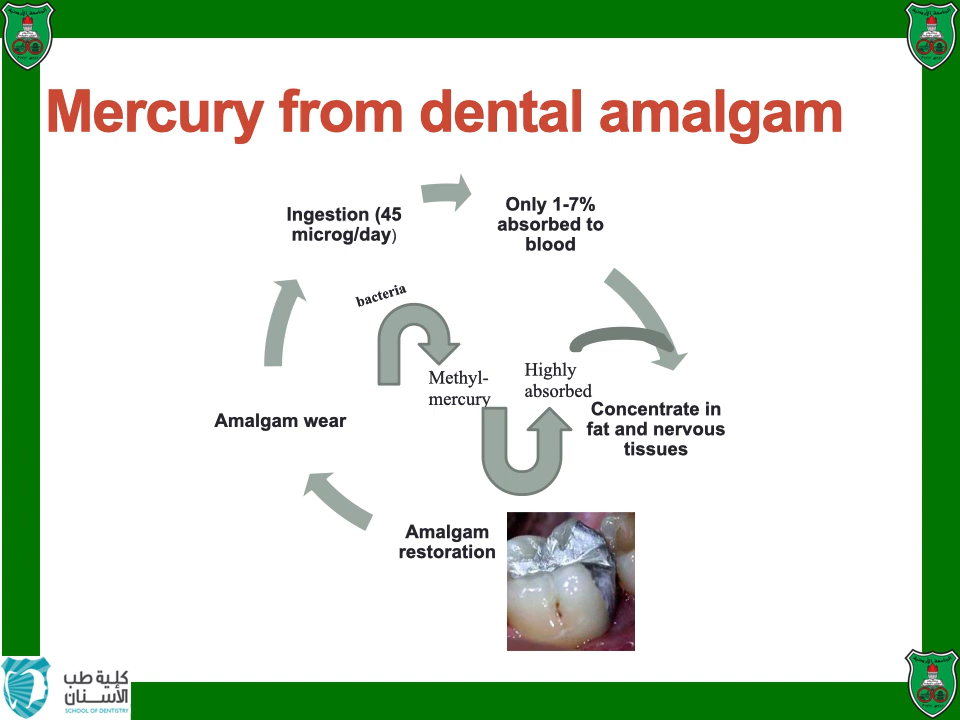 Mercury from dental amalgam
Ingestion (45
microg/day)
Only 1-7%
absorbed to
blood
bacteria
Methyl-
mercury
Highly
absorbed
Concentrate in
fat and nervous
tissues
Amalgam wear
Amalgam
restoration
كلية طب
الأسنان
SCHOOL OF DENTISTRY